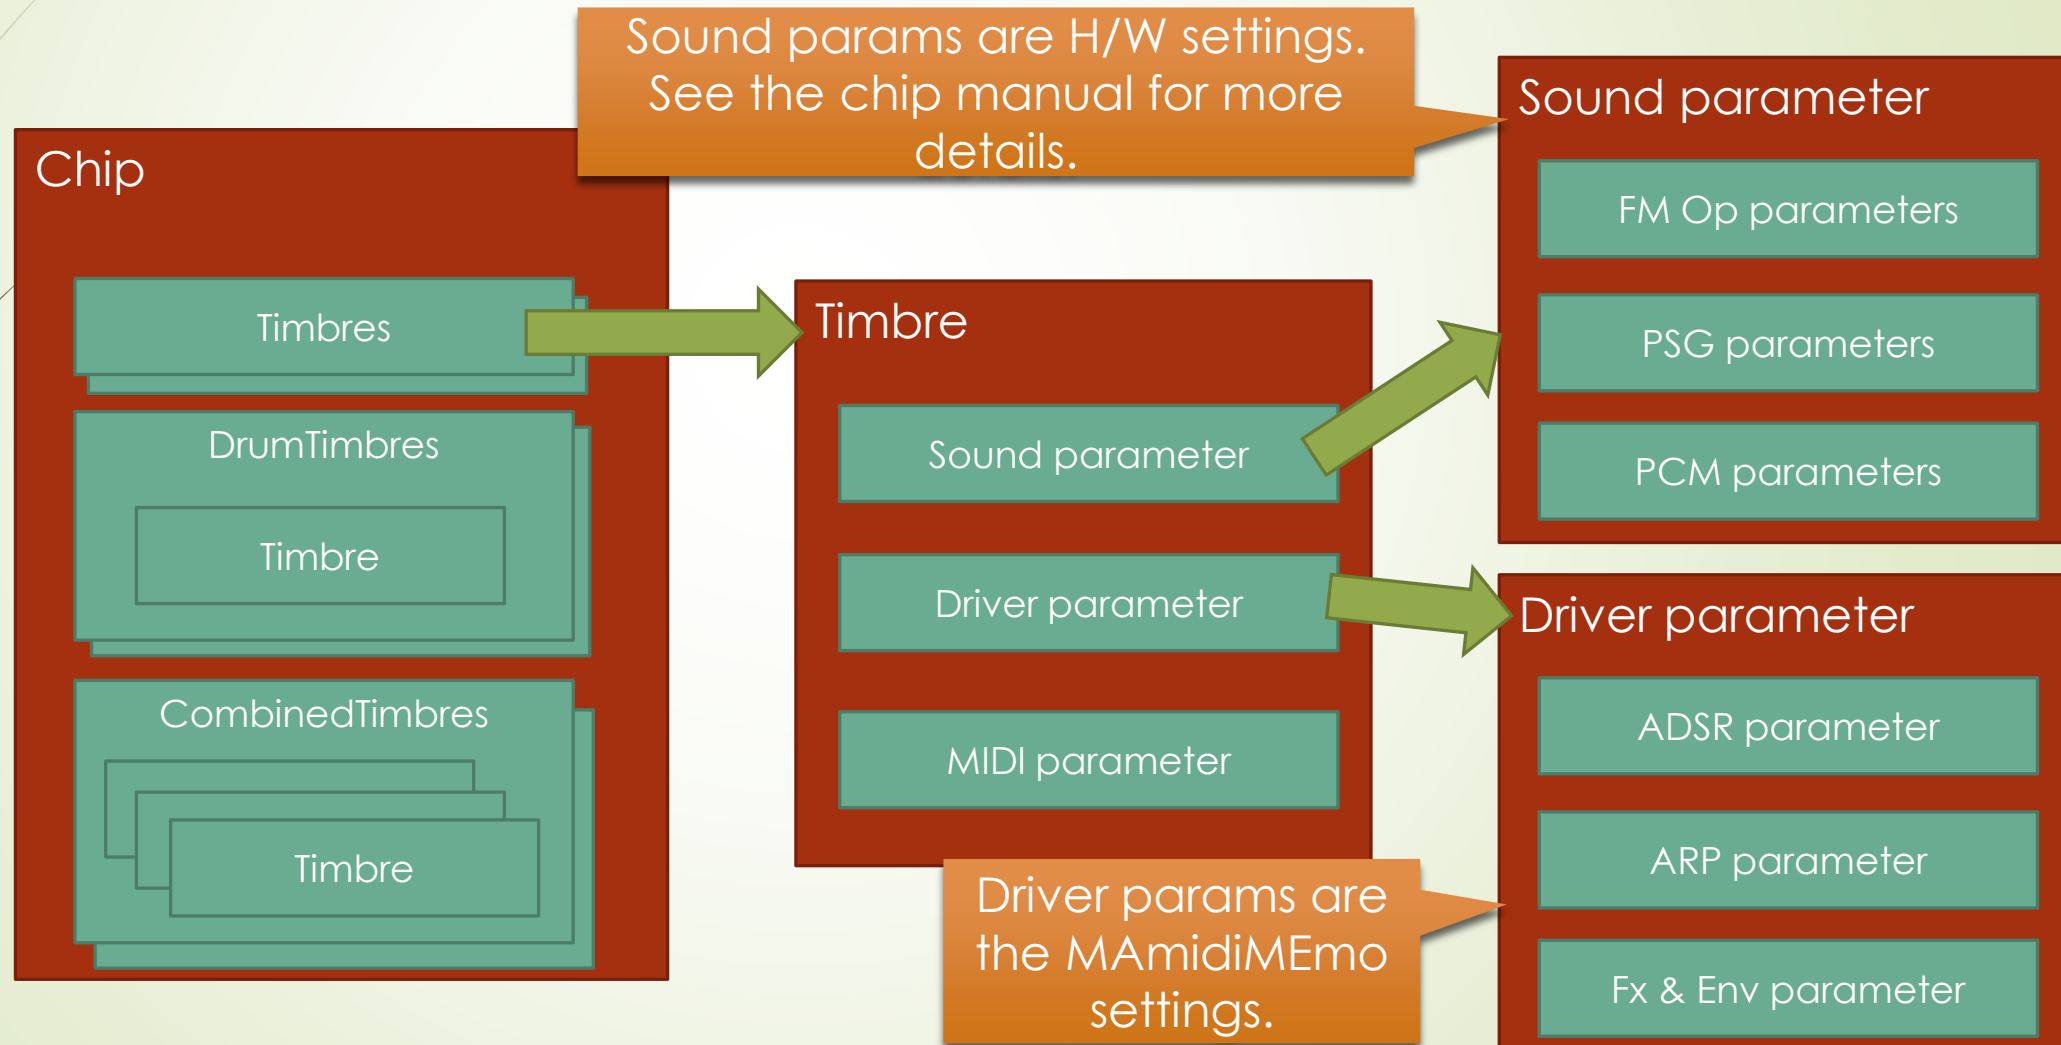 Sound params are H/W settings.
See the chip manual for more
details.
Chip
Timbres
DrumTimbres
Timbre
CombinedTimbres
Timbre
Timbre
Sound parameter
Driver parameter
MIDI parameter
Driver params are
the MAmidiMEmo
settings.
Sound parameter
FM Op parameters
PSG parameters
PCM parameters
Driver parameter
ADSR parameter
ARP parameter
Fx & Env parameter